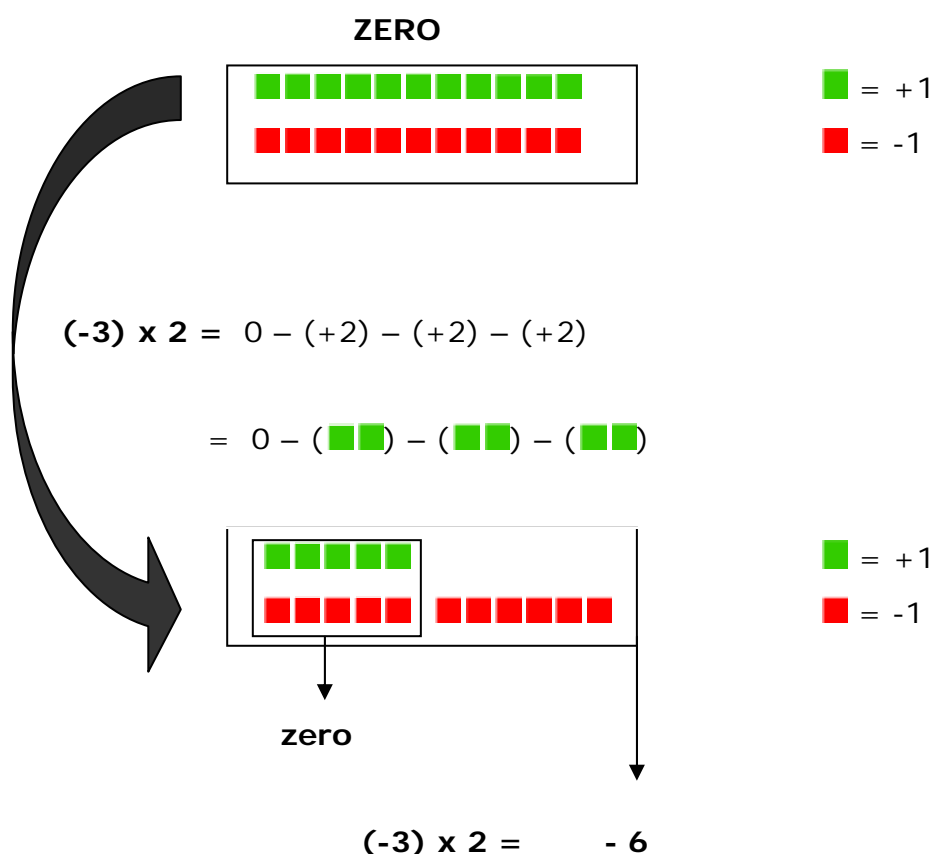 ZERO
= +1
= -1
(-3) x 2 = 0 – (+2) – (+2) – (+2)
= 0 – ( ) – ( ) – ( )
= +1
= -1
zero
(-3) x 2 = - 6